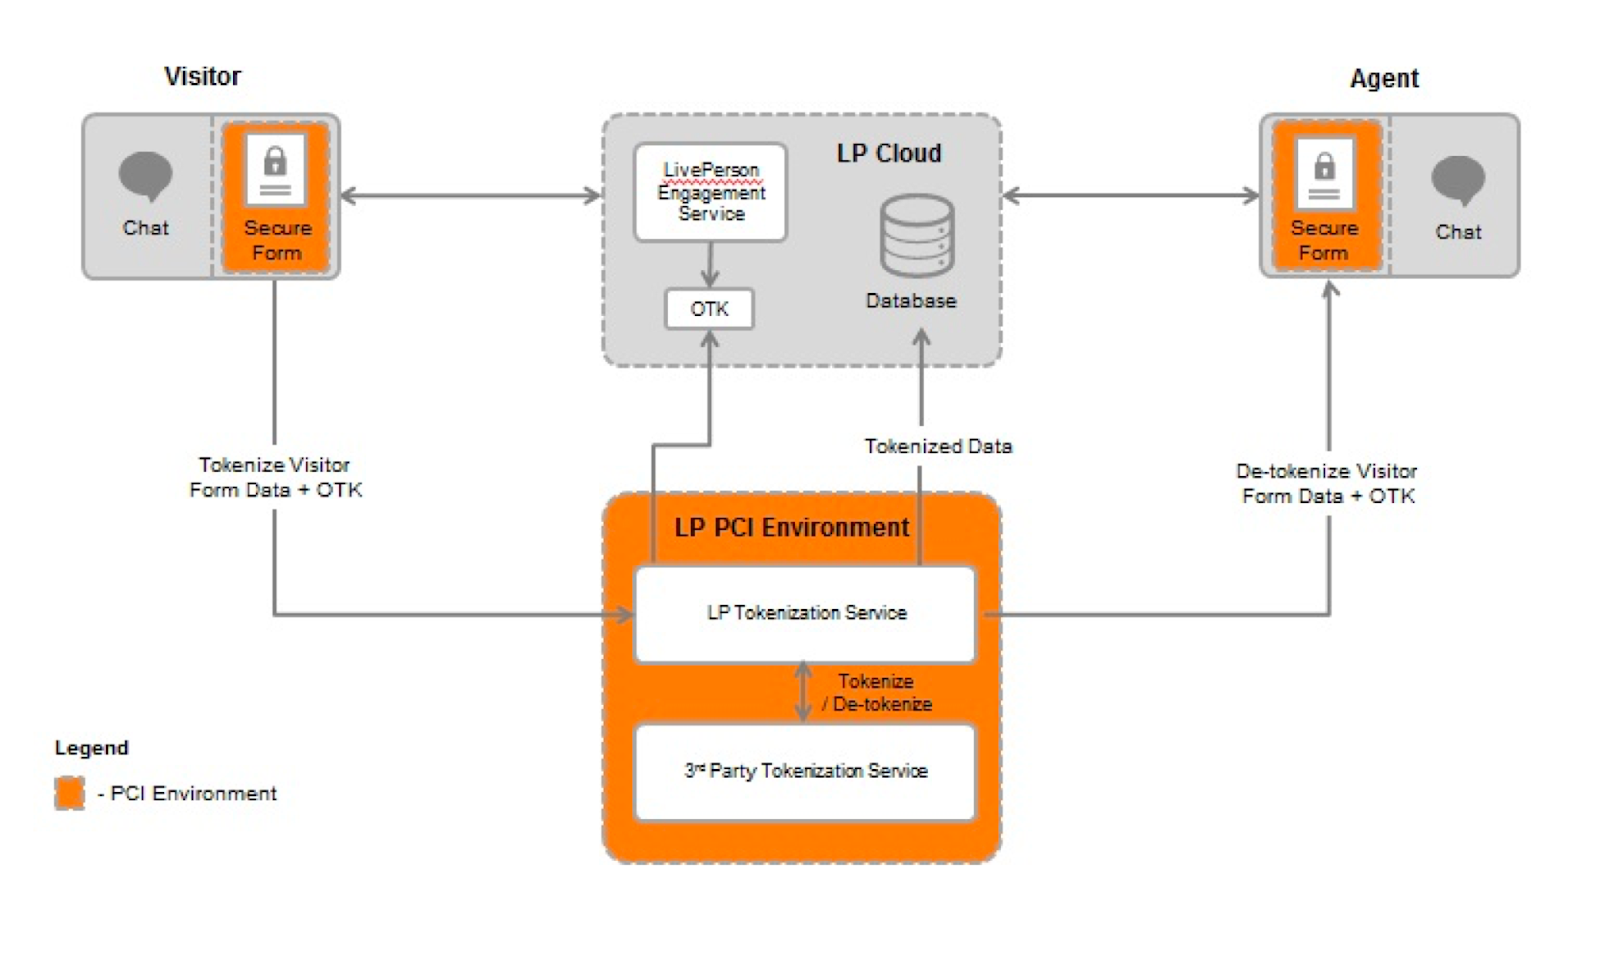 Visitor
Agent
Chat
Secure
Form
LivePerson
Engagement
Service
OTK
LP Cloud
Database
Secure
Form
Chat
Tokenize Visitor
Form Data + OTK
Tokenized Data
De-tokenize Visitor
Form Data + OTK
LP PCI Environment
LP Tokenization Service
Tokenize
/ De-tokenize
3rd Party Tokenization Service
Legend
- PCI Environment